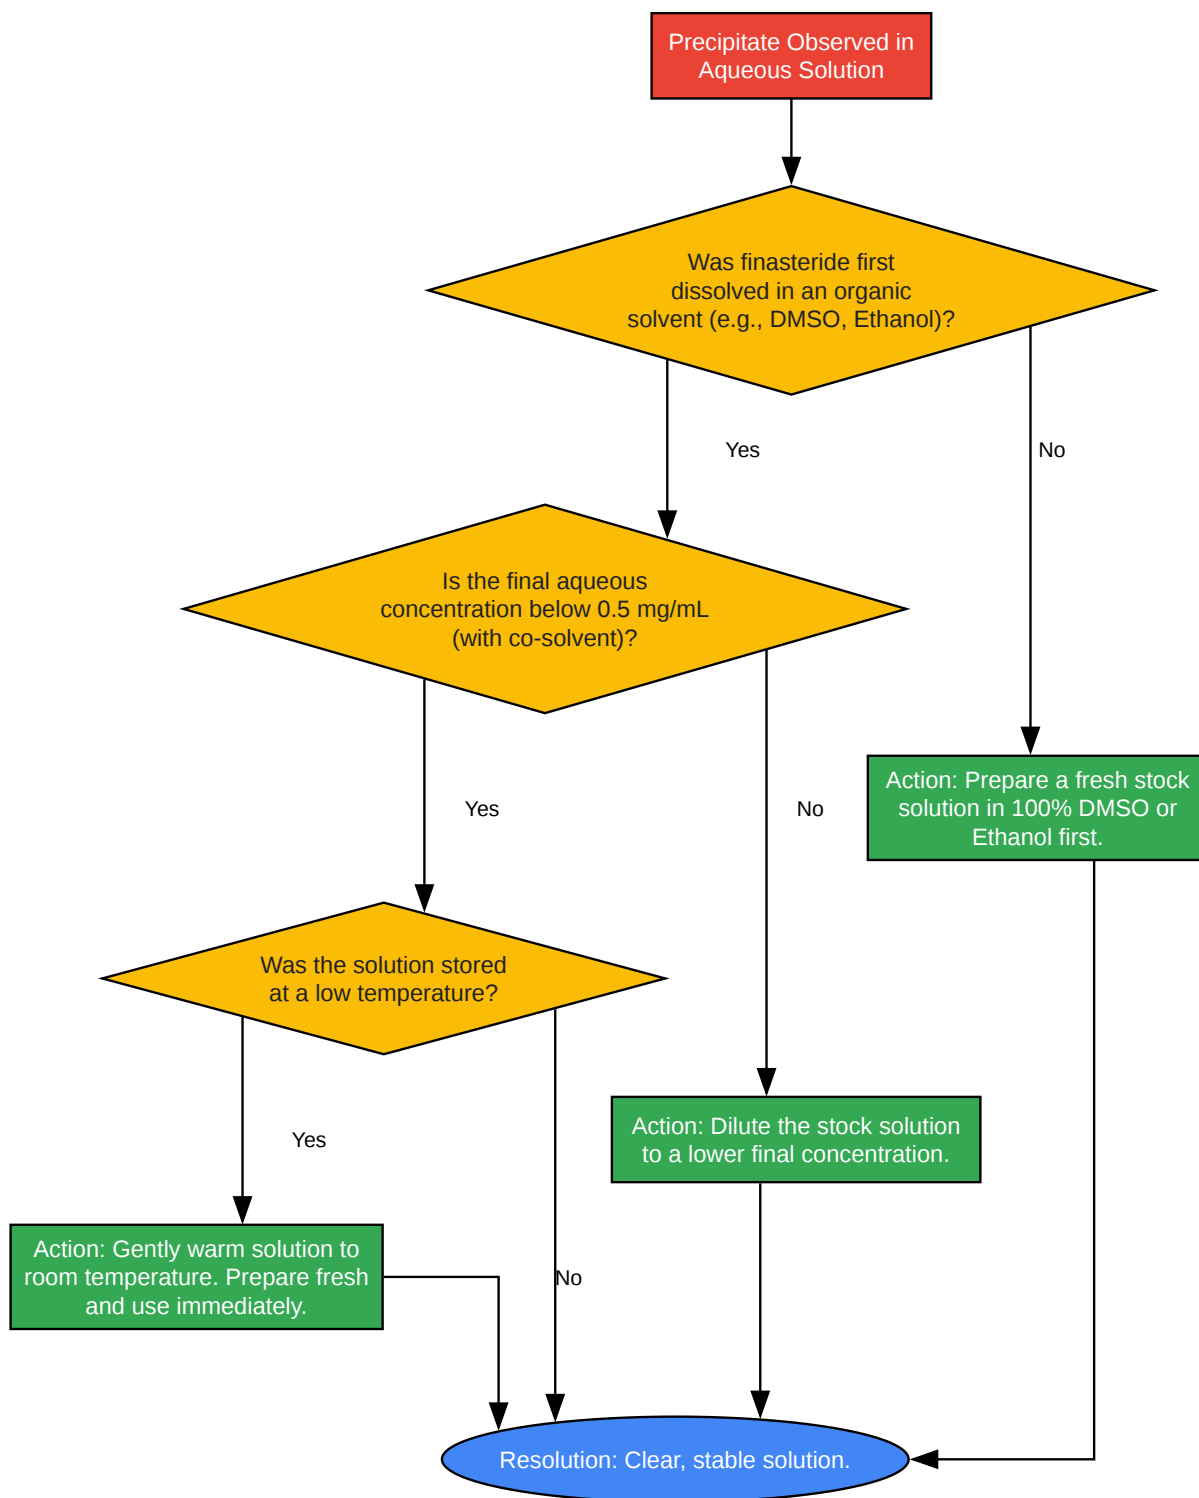 Precipitate Observed in
Aqueous Solution
Was finasteride first
dissolved in an organic
solvent (e.g., DMSO, Ethanol)?
Yes
No
Is the final aqueous
concentration below 0.5 mg/mL
(with co-solvent)?
Action: Prepare a fresh stock
solution in 100% DMSO or
Ethanol first.
Yes
No
Was the solution stored
at a low temperature?
Action: Dilute the stock solution
to a lower final concentration.
Yes
Action: Gently warm solution to
room temperature. Prepare fresh
and use immediately.
No
Resolution: Clear, stable solution.